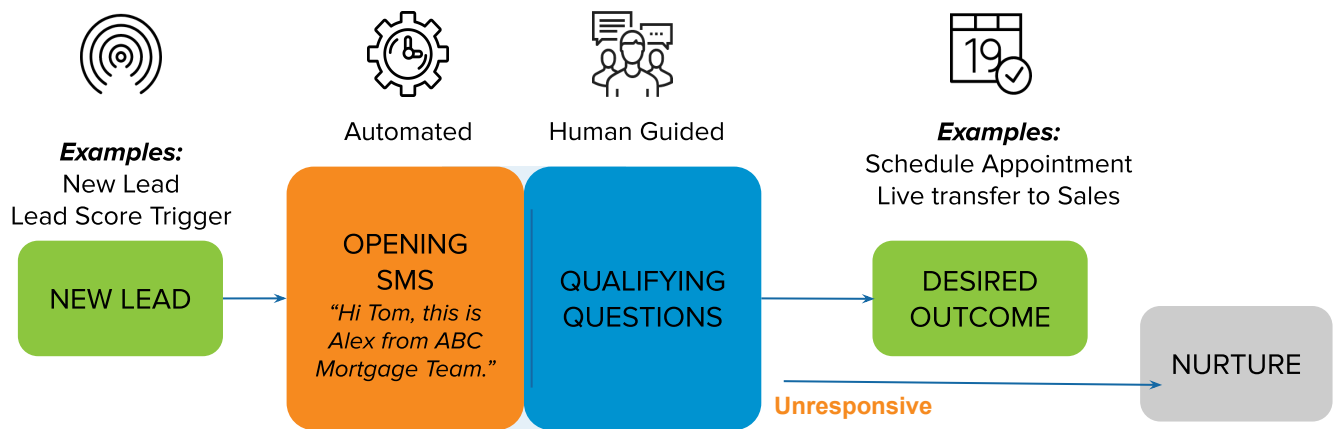 19
Automated
Human Guided
Examples:
New Lead
Lead Score Trigger
Examples:
Schedule Appointment
Live transfer to Sales
NEW LEAD
OPENING
SMS
“Hi Tom, this is
Alex from ABC
Mortgage Team.”
QUALIFYING
QUESTIONS
DESIRED
OUTCOME
Unresponsive
NURTURE